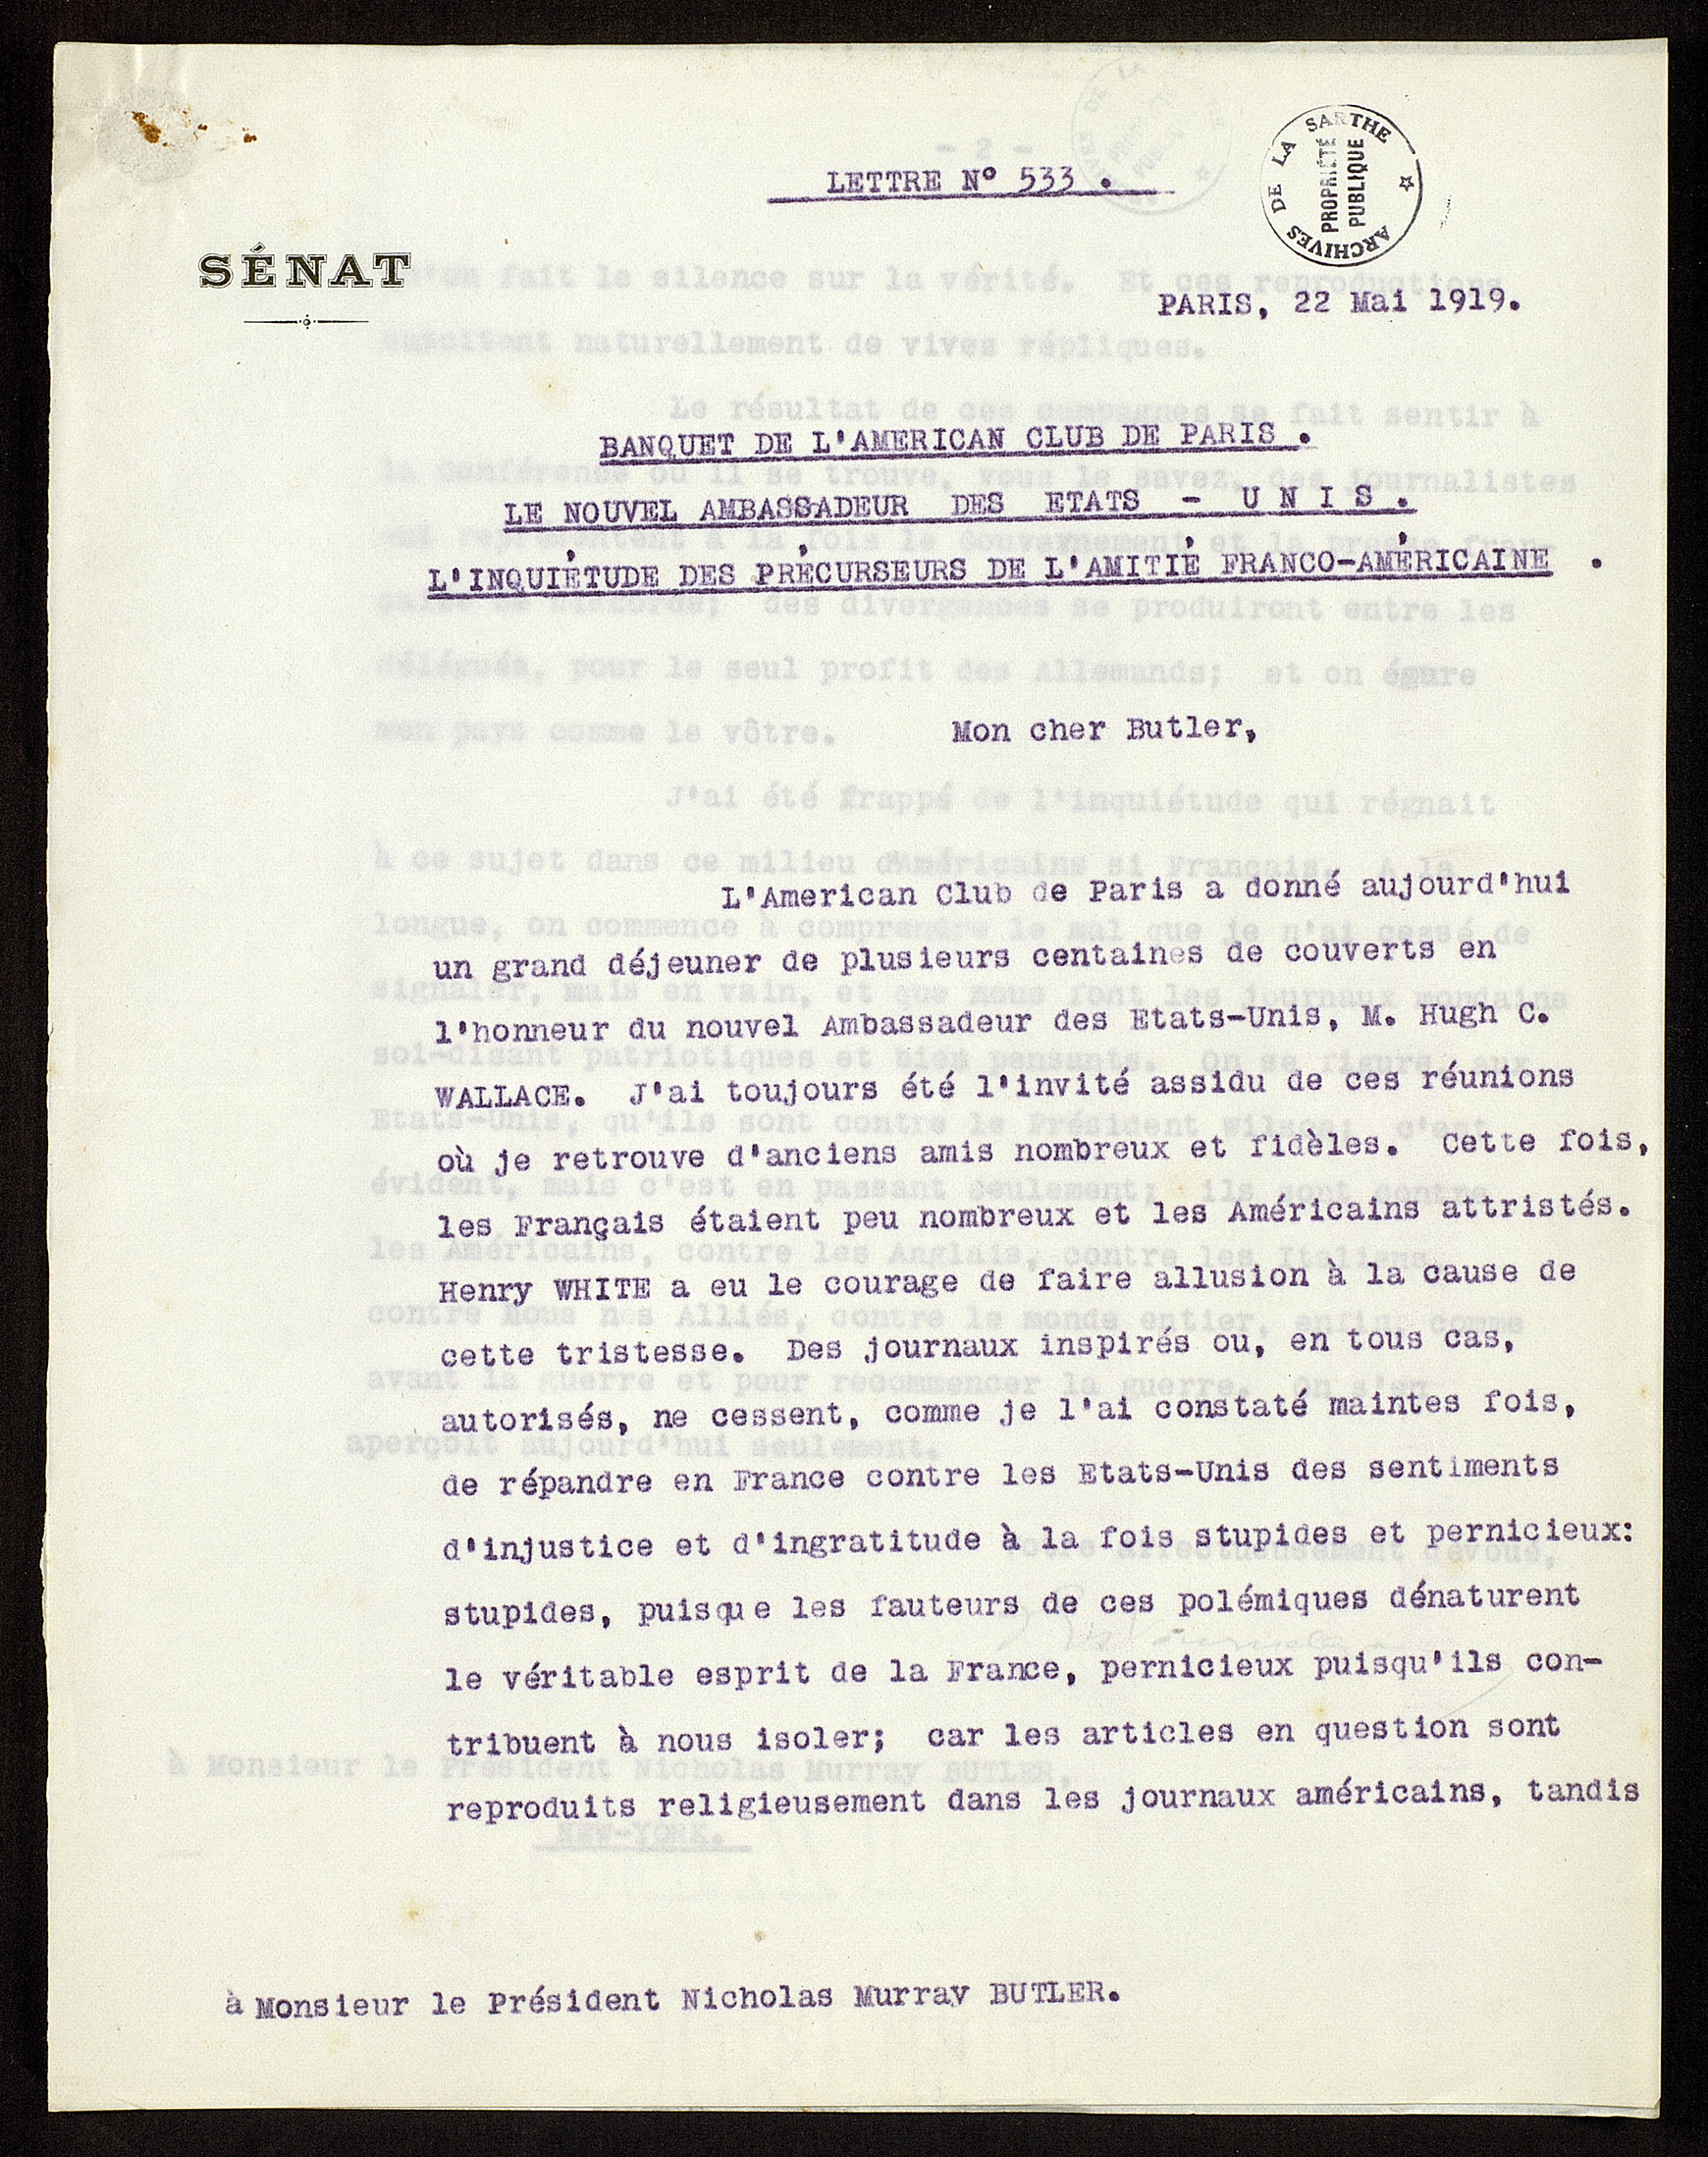 LETTRE N° 533 .
ARCHIVES DE LA SARTHE
PROPRIÉTÉ
PUBLIQUE
SÉNAT
PARIS, 22 Mai 1919.
BANQUET DE L'AMERICAN CLUB DE PARIS .
LE NOUVEL AMBASSADEUR DES ETATS - U N I S .
L'INQUIÉTUDE DES PRÉCURSEURS DE L'AMITIÉ FRANCO-AMÉRICAINE .
Mon cher Butler,
L'American Club de Paris a donné aujourd'hui
un grand déjeuner de plusieurs centaines de couverts en
l'honneur du nouvel Ambassadeur des Etats-Unis, M. Hugh C.
WALLACE. J'ai toujours été l'invité assidu de ces réunions
où je retrouve d'anciens amis nombreux et fidèles. Cette fois,
les Français étaient peu nombreux et les Américains attristés.
Henry WHITE a eu le courage de faire allusion à la cause de
cette tristesse. Des journaux inspirés ou, en tous cas,
autorisés, ne cessent, comme je l'ai constaté maintes fois,
de répandre en France contre les Etats-Unis des sentiments
d'injustice et d'ingratitude à la fois stupides et pernicieux:
stupides, puisque les fauteurs de ces polémiques dénaturent
le véritable esprit de la France, pernicieux puisqu'ils con-
tribuent à nous isoler; car les articles en question sont
reproduits religieusement dans les journaux américains, tandis
à Monsieur le Président Nicholas Murray BUTLER.